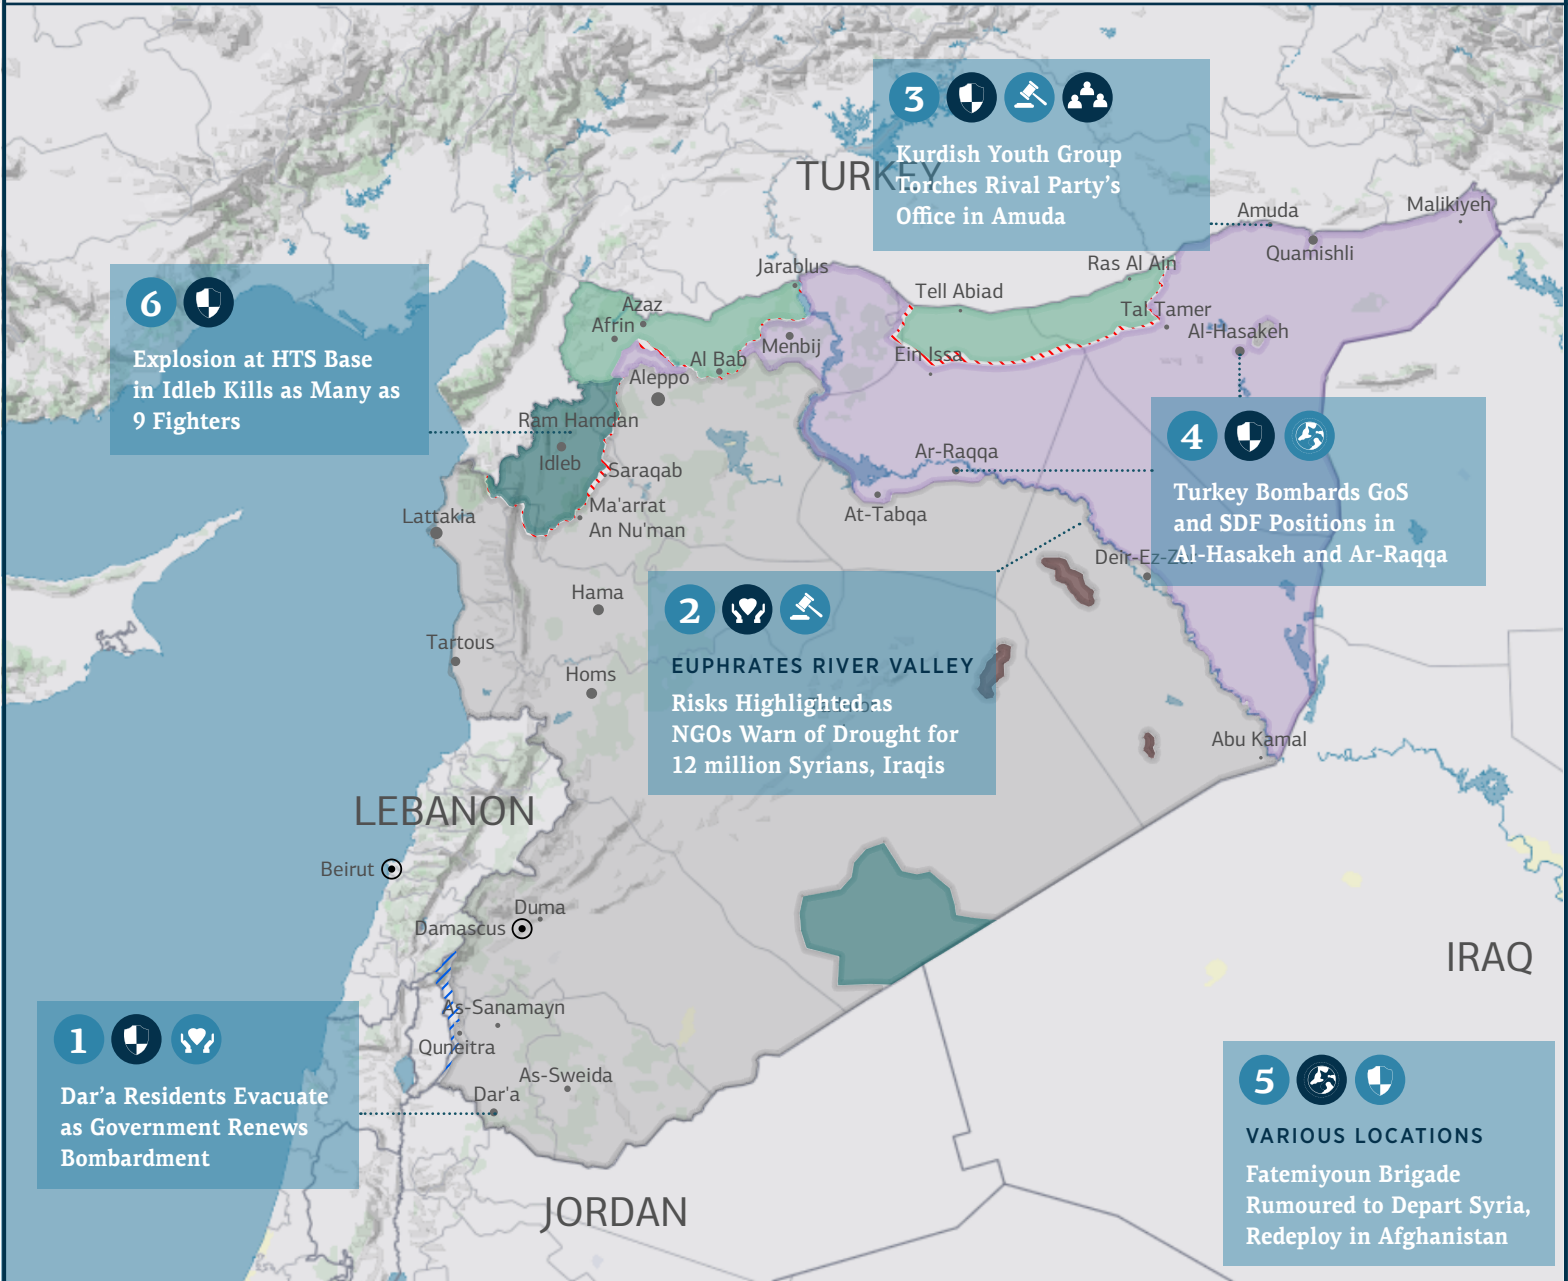 TURKEY
3
Kurdish Youth Group
Torches Rival Party's
Office in Amuda
Amuda
Malikiyeh
Quamishli
Jarablus
Ras Al Ain
Tell Abiad
6
Explosion at HTS Base
in Idleb Kills as Many as
9 Fighters
Azaz
Afrin
Tal Tamer
Al-Hasakeh
Menbij
Ein Issa
Al Bab
Aleppo
Ram Hamdan
Idleb
Saraqab
Ar-Raqqa
4
Turkey Bombards GoS
and SDF Positions in
Al-Hasakeh and Ar-Raqqa
Lattakia
Ma'arrat
An Nu'man
At-Tabqa
Hama
2
EUPHRATES RIVER VALLEY
Risks Highlighted as
NGOs Warn of Drought for
12 million Syrians, Iraqis
Tartous
Homs
Abu Kamal
LEBANON
Beirut
Duma
Damascus
IRAQ
As-Sanamayn
Quneitra
As-Sweida
Dar'a
1
Dar'a Residents Evacuate
as Government Renews
Bombardment
5
VARIOUS LOCATIONS
Fatemiyoun Brigade
Rumoured to Depart Syria,
Redeploy in Afghanistan
JORDAN